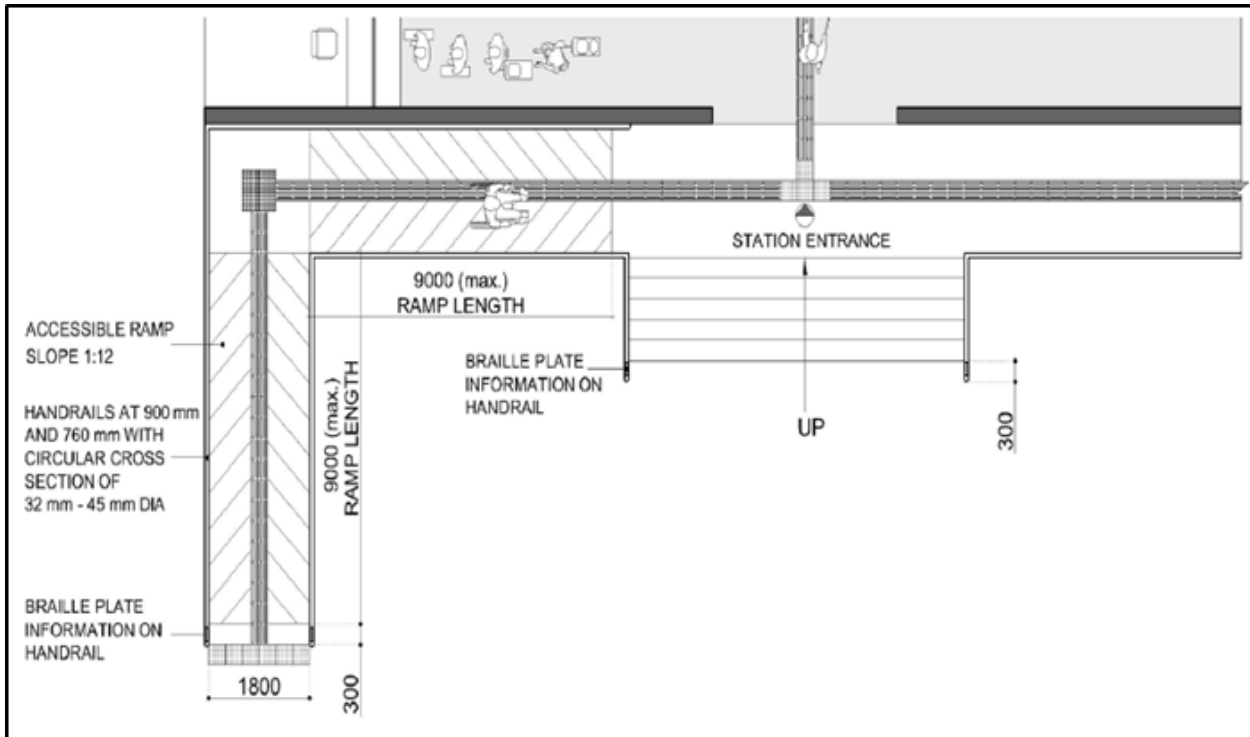 STATION ENTRANCE
9000 (max.)
RAMP LENGTH
ACCESSIBLE RAMP
SLOPE 1:12
HANDRAILS AT 900 mm
AND 760 mm WITH
CIRCULAR CROSS
SECTION OF
32 mm - 45 mm DIA
9000 (max.)
RAMP LENGTH
BRAILLE PLATE
INFORMATION ON
HANDRAIL
UP
300
BRAILLE PLATE
INFORMATION ON
HANDRAIL
1800
300